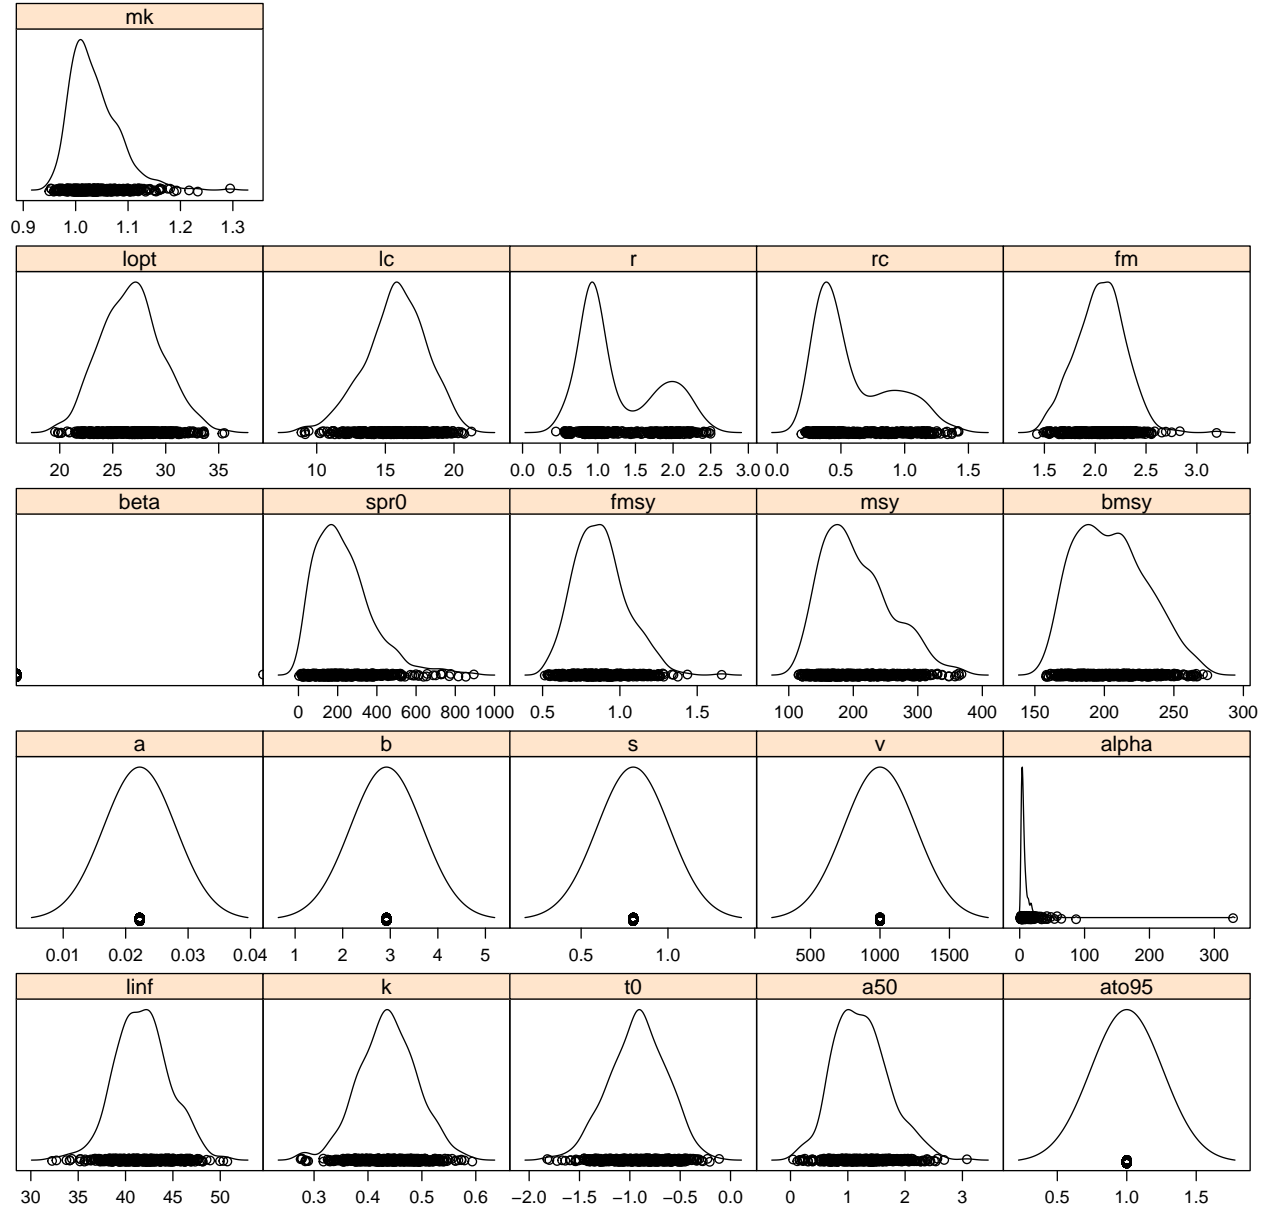 mk
0.9 1.0 1.1 1.2 1.3
lopt lc r rc fm
20 25 30 35 10 15 20 0.0 0.5 1.0 1.5 2.0 2.5 3.0 0.0 0.5 1.0 1.5 1.5 2.0 2.5 3.0
beta spr0 fmsy msy bmsy
0 200 400 600 800 1000 0.5 1.0 1.5 100 200 300 400 150 200 250 300
a b s v alpha
0.01 0.02 0.03 0.04 1 2 3 4 5 0.5 1.0 500 1000 1500 0 100 200 300
linf k t0 a50 ato95
30 35 40 45 50 0.3 0.4 0.5 0.6 −2.0 −1.5 −1.0 −0.5 0.0 0 1 2 3 0.5 1.0 1.5